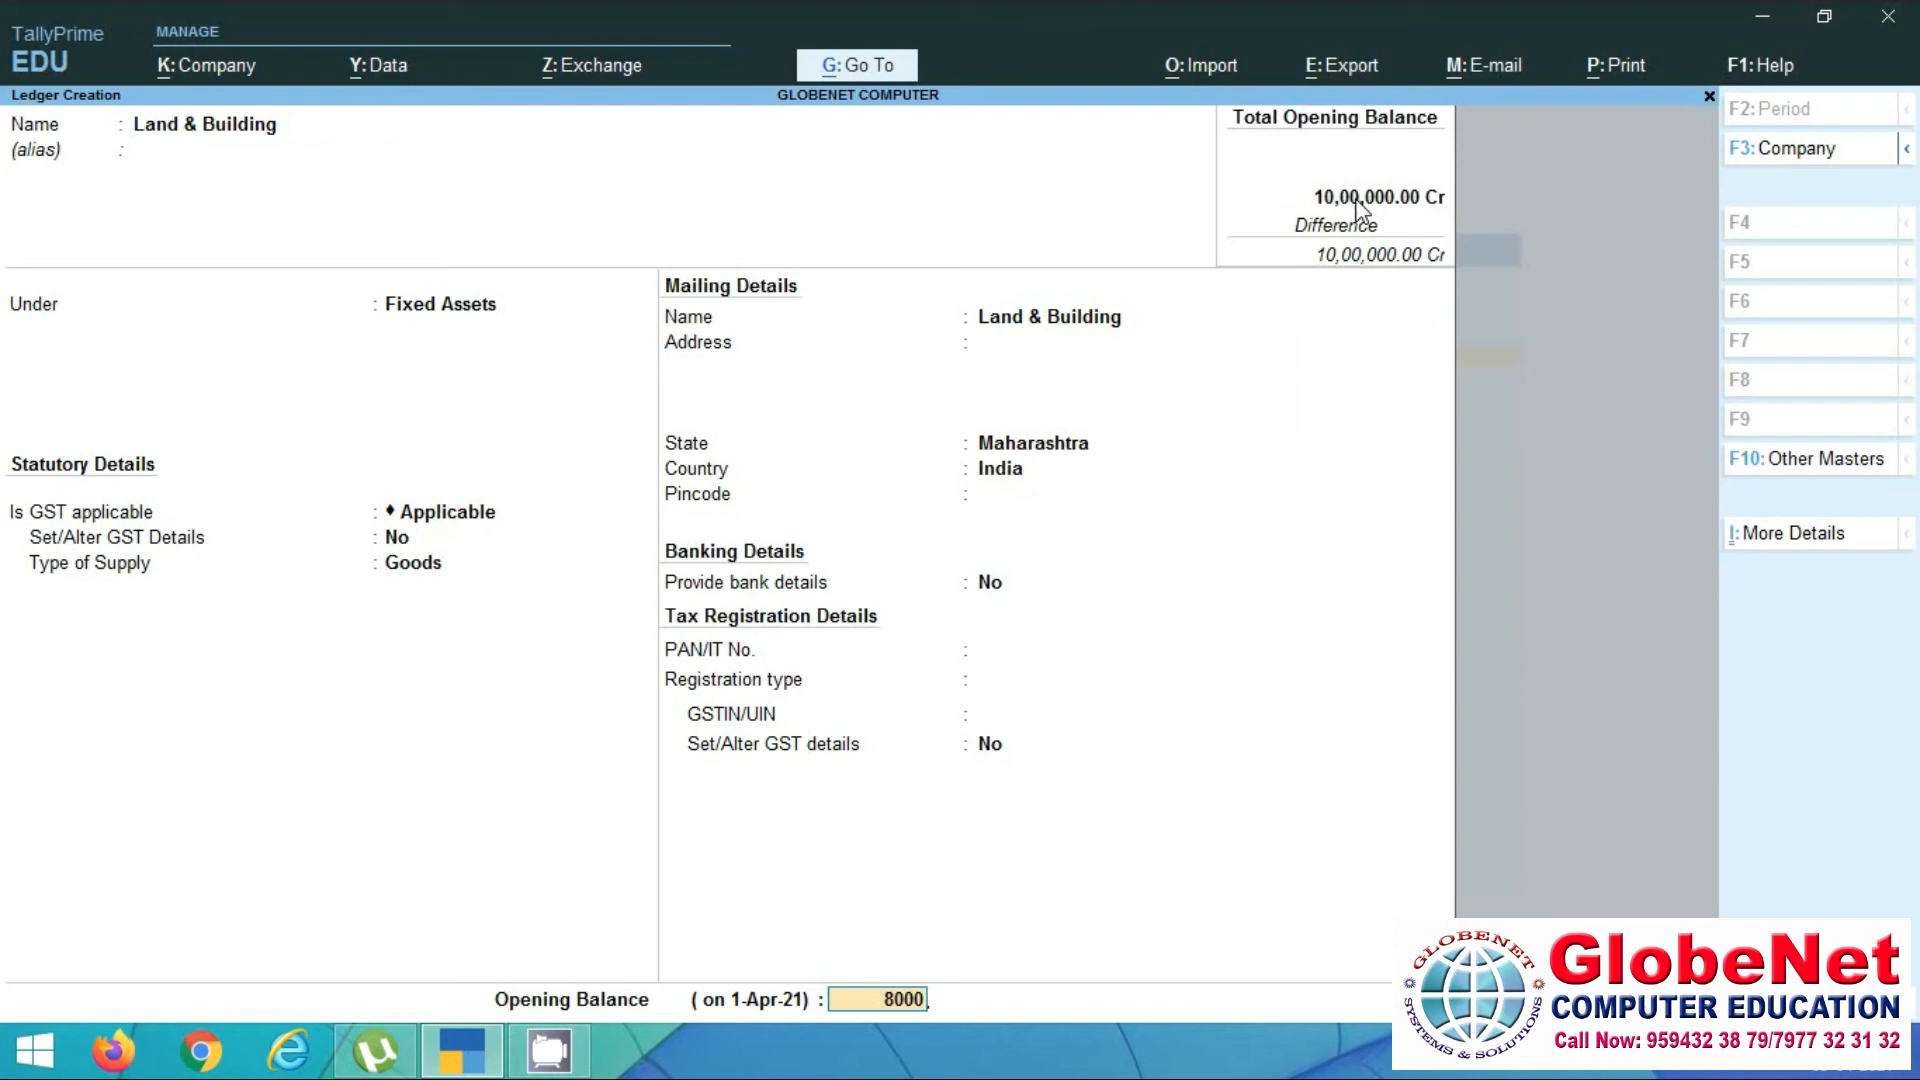 TallyPrime
EDU
MANAGE
K: Company
Y: Data
Z: Exchange
G: Go To
O: Import
E: Export
M: E-mail
P: Print
F1: Help
Ledger Creation
GLOBENET COMPUTER
Name : Land & Building
(alias) :
Total Opening Balance
10,00,000.00 Cr
Difference
10,00,000.00 Cr
Under : Fixed Assets
Statutory Details
Is GST applicable : ♦ Applicable
Set/Alter GST Details : No
Type of Supply : Goods
Mailing Details
Name : Land & Building
Address :
State : Maharashtra
Country : India
Pincode :
Banking Details
Provide bank details : No
Tax Registration Details
PAN/IT No. :
Registration type :
GSTIN/UIN :
Set/Alter GST details : No
Opening Balance ( on 1-Apr-21) : 8000
F2: Period
F3: Company
F4
F5
F6
F7
F8
F9
F10: Other Masters
I: More Details
GLOBENET
SYSTEMS & SOLUTIONS
GlobeNet
COMPUTER EDUCATION
Call Now: 959432 38 79/7977 32 31 32